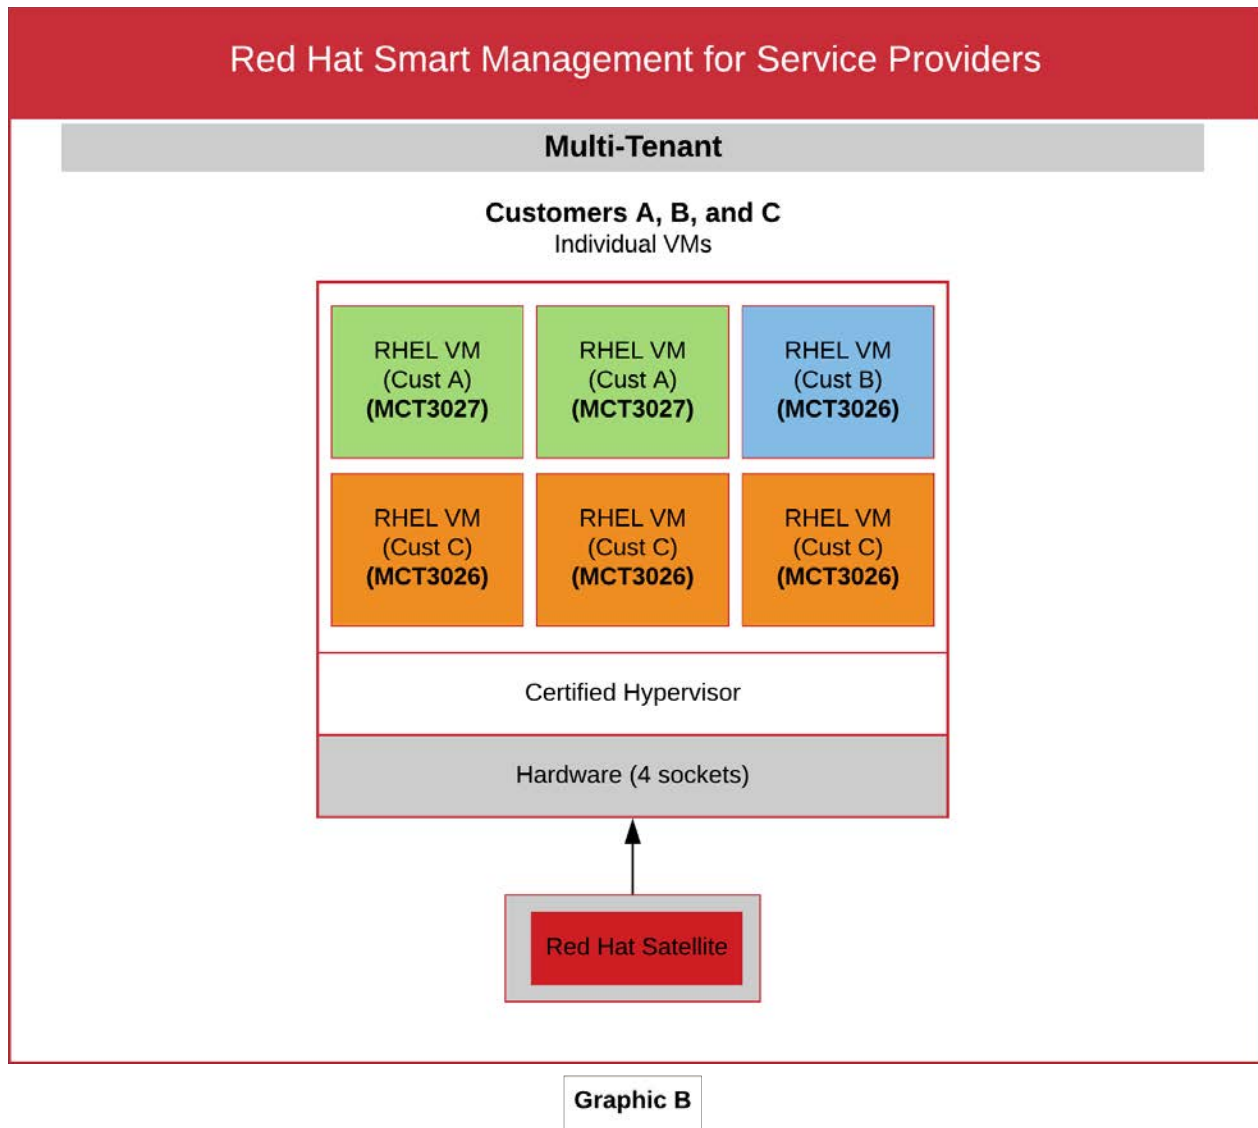 Red Hat Smart Management for Service Providers
Multi-Tenant
Customers A, B, and C
Individual VMs
RHEL VM
(Cust A)
(MCT3027)
RHEL VM
(Cust A)
(MCT3027)
RHEL VM
(Cust B)
(MCT3026)
RHEL VM
(Cust C)
(MCT3026)
RHEL VM
(Cust C)
(MCT3026)
RHEL VM
(Cust C)
(MCT3026)
Certified Hypervisor
Hardware (4 sockets)
Red Hat Satellite
Graphic B